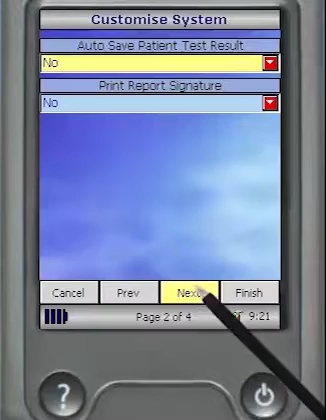 Customise System
Auto Save Patient Test Result
No
Print Report Signature
No
Cancel Prev Next Finish
Page 2 of 4 9:21
?